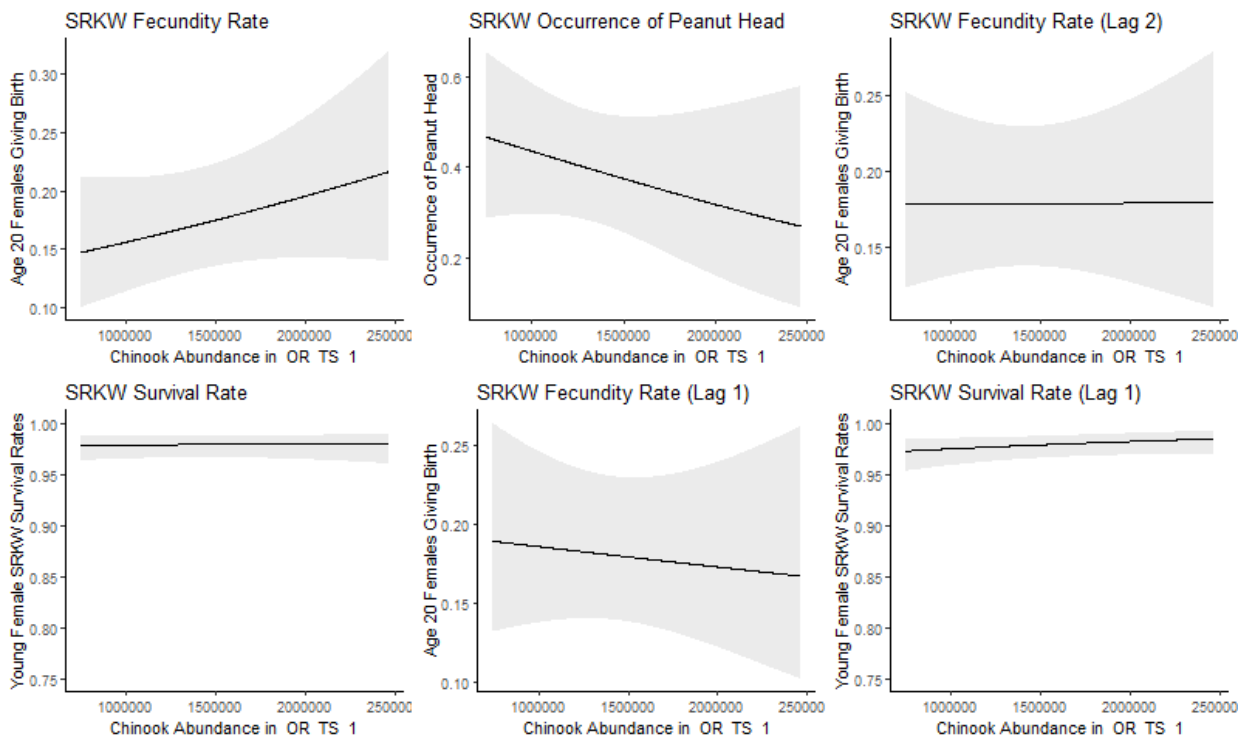 SRKW Fecundity Rate
Age 20 Females Giving Birth
0.30
0.25
0.20
0.15
0.10
1000000 1500000 2000000 250000
Chinook Abundance in OR TS 1
SRKW Occurrence of Peanut Head
Occurrence of Peanut Head
0.6
0.4
0.2
1000000 1500000 2000000 250000
Chinook Abundance in OR TS 1
SRKW Fecundity Rate (Lag 2)
Age 20 Females Giving Birth
0.25
0.20
0.15
1000000 1500000 2000000 250000
Chinook Abundance in OR TS 1
SRKW Survival Rate
Young Female SRKW Survival Rates
1.00
0.95
0.90
0.85
0.80
0.75
1000000 1500000 2000000 250000
Chinook Abundance in OR TS 1
SRKW Fecundity Rate (Lag 1)
Age 20 Females Giving Birth
0.25
0.20
0.15
0.10
1000000 1500000 2000000 250000
Chinook Abundance in OR TS 1
SRKW Survival Rate (Lag 1)
Young Female SRKW Survival Rates
1.00
0.95
0.90
0.85
0.80
0.75
1000000 1500000 2000000 250000
Chinook Abundance in OR TS 1